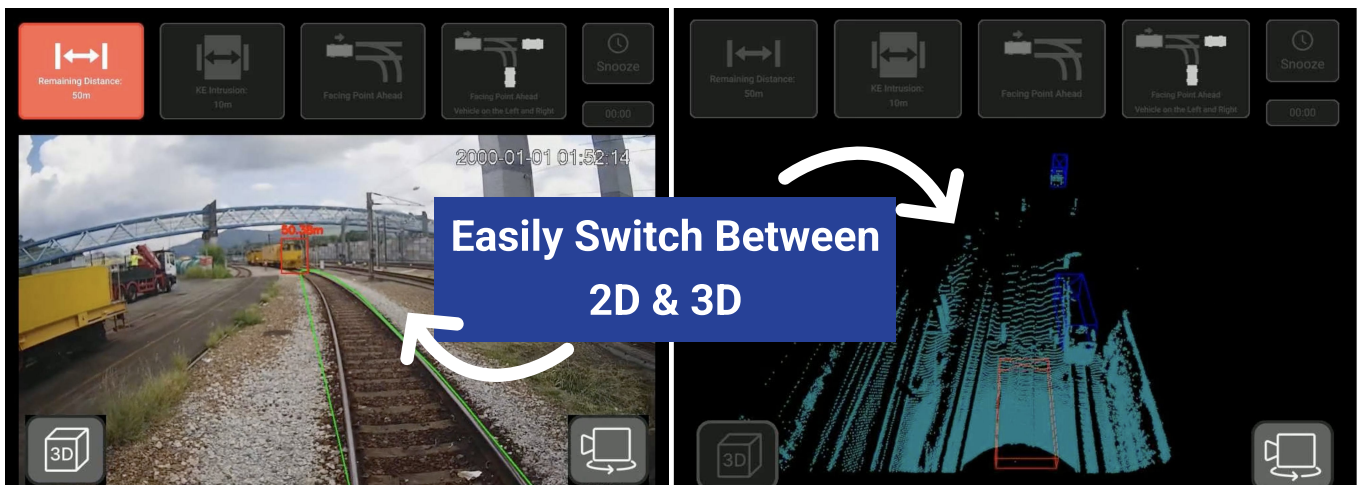 Remaining Distance:
50m
KE Intrusion:
10m
Facing Point Ahead
Facing Point Ahead
Vehicle on the Left and Right
Snooze
00:00
2000-01-01 01:52:14
50.38m
3D
Easily Switch Between
2D & 3D
Remaining Distance:
50m
KE Intrusion:
10m
Facing Point Ahead
Facing Point Ahead
Vehicle on the Left and Right
Snooze
00:00
3D